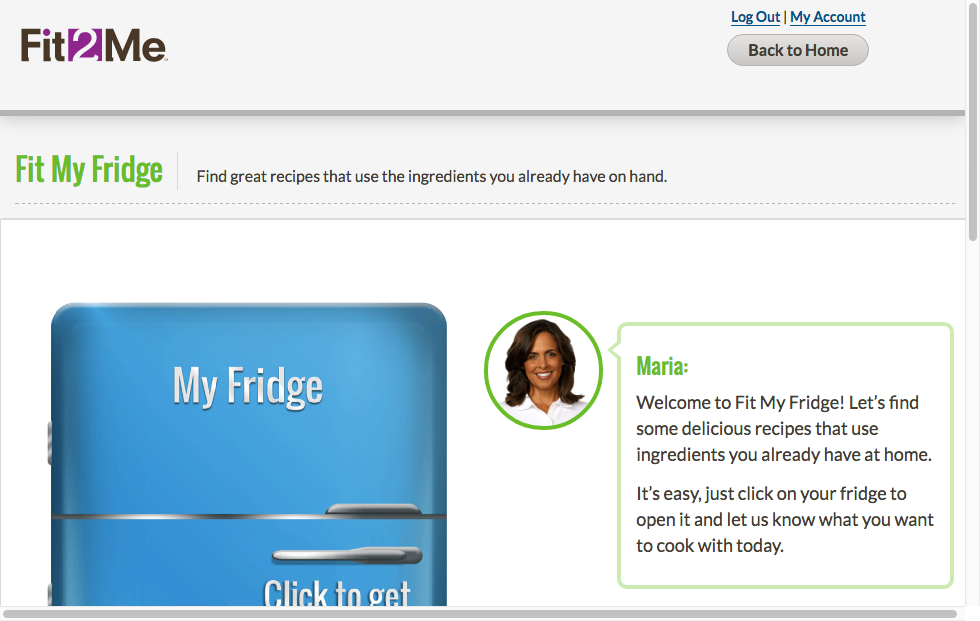 Fit2Me
Log Out | My Account
Back to Home
Fit My Fridge
Find great recipes that use the ingredients you already have on hand.
My Fridge
Click to get
Maria:
Welcome to Fit My Fridge! Let’s find
some delicious recipes that use
ingredients you already have at home.
It’s easy, just click on your fridge to
open it and let us know what you want
to cook with today.